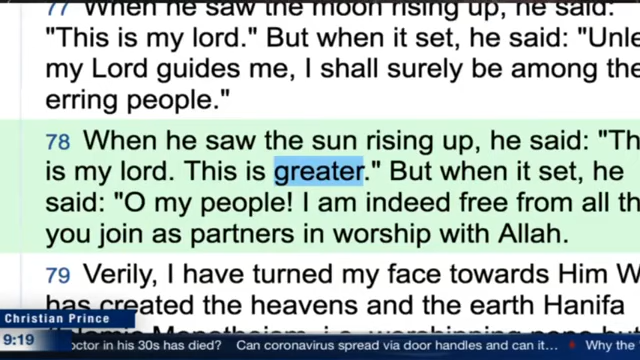 77 When he saw the moon rising up, he said:
"This is my lord." But when it set, he said: "Unle
my Lord guides me, I shall surely be among the
erring people."
78 When he saw the sun rising up, he said: "Th
is my lord. This is greater." But when it set, he
said: "O my people! I am indeed free from all th
you join as partners in worship with Allah.
79 Verily, I have turned my face towards Him W
has created the heavens and the earth Hanifa
Christian Prince
9:19 octor in his 30s has died? Can coronavirus spread via door handles and can it… Why the